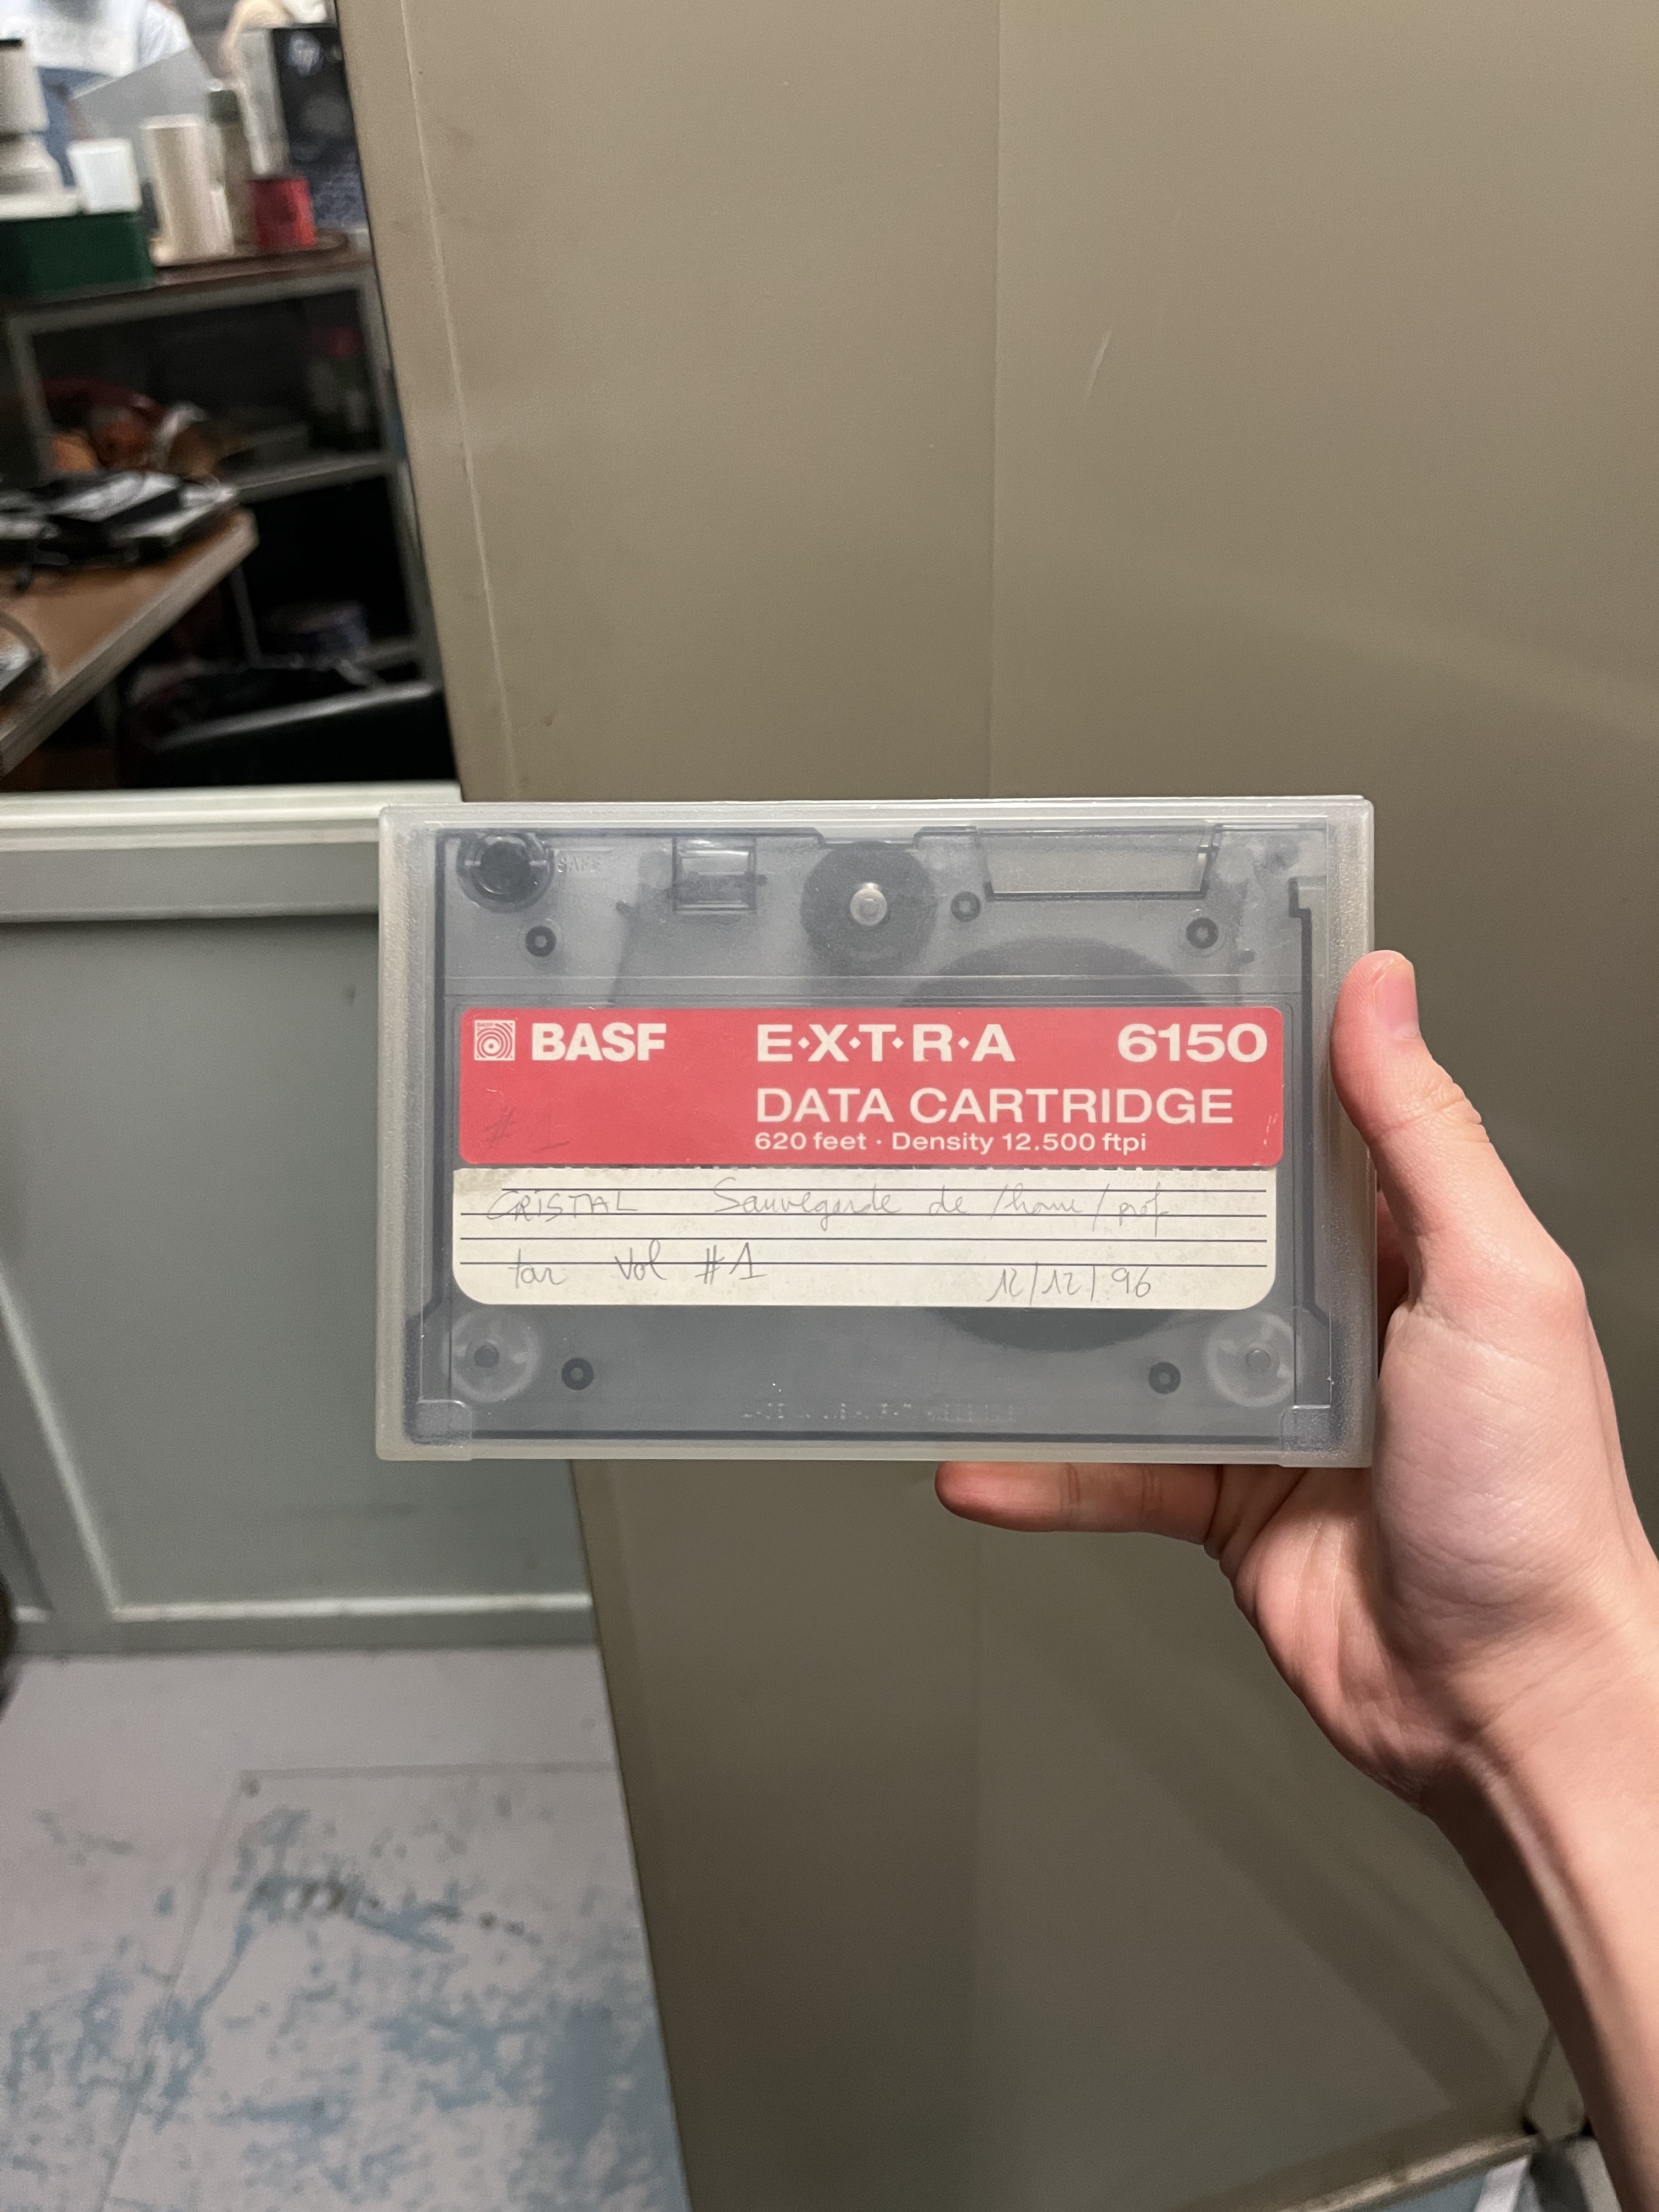 SAFE
BASF E·X·T·R·A 6150
DATA CARTRIDGE
620 feet · Density 12.500 ftpi
#
CRISTAL Sauvegarde de /home/prof
tar Vol #1 12/12/96